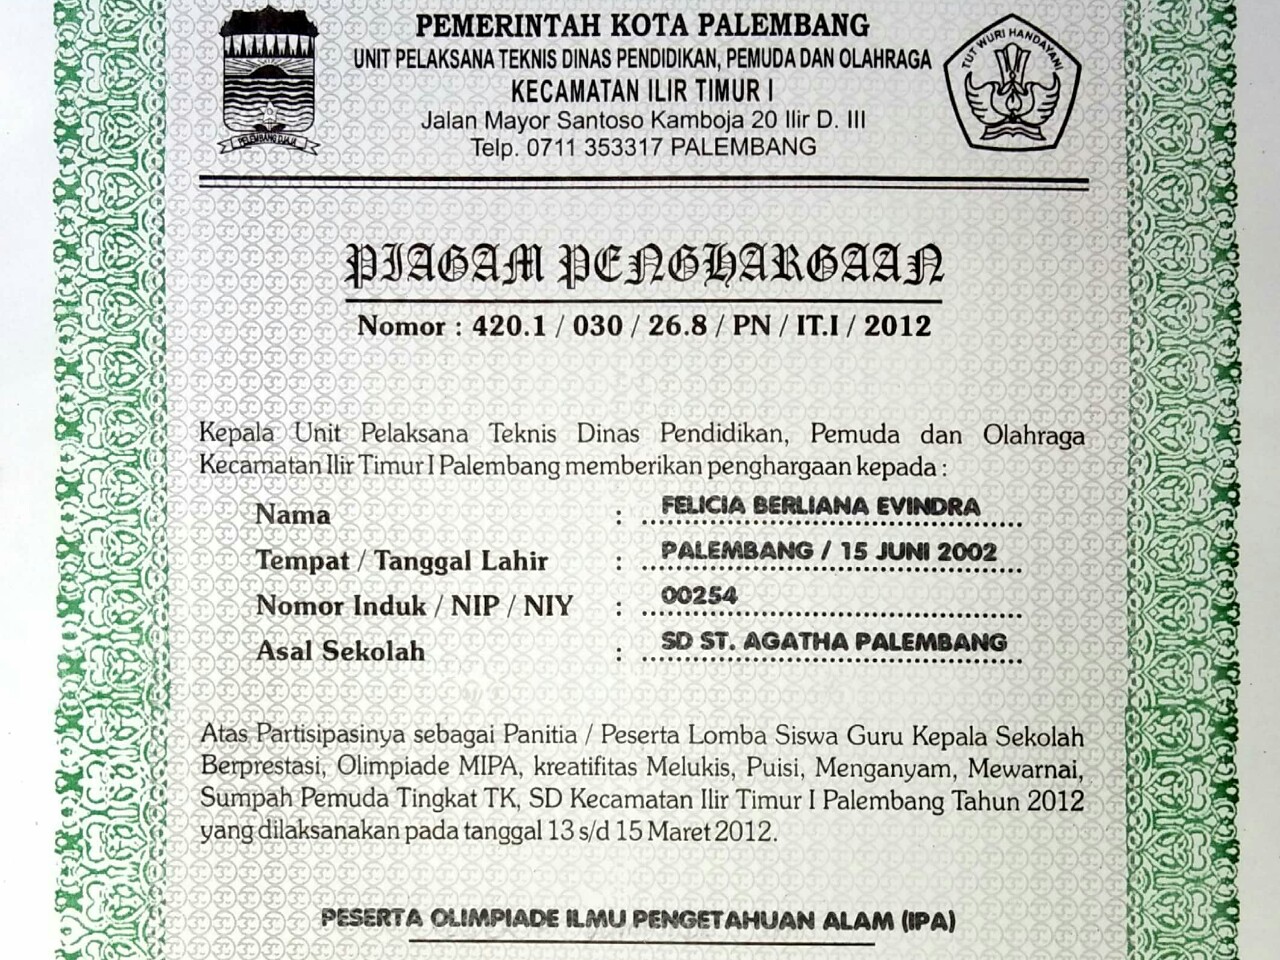 PEMERINTAH KOTA PALEMBANG
UNIT PELAKSANA TEKNIS DINAS PENDIDIKAN, PEMUDA DAN OLAHRAGA
KECAMATAN ILIR TIMUR I
Jalan Mayor Santoso Kamboja 20 Ilir D. III
Telp. 0711 353317 PALEMBANG
PALEMBANG DJAJA
TUT WURI HANDAYANI
PIAGAM PENGHARGAAN
Nomor : 420.1 / 030 / 26.8 / PN / IT.I / 2012
Kepala Unit Pelaksana Teknis Dinas Pendidikan, Pemuda dan Olahraga
Kecamatan Ilir Timur I Palembang memberikan penghargaan kepada :
Nama : FELICIA BERLIANA EVINDRA
Tempat / Tanggal Lahir : PALEMBANG / 15 JUNI 2002
Nomor Induk / NIP / NIY : 00254
Asal Sekolah : SD ST. AGATHA PALEMBANG
Atas Partisipasinya sebagai Panitia / Peserta Lomba Siswa Guru Kepala Sekolah
Berprestasi, Olimpiade MIPA, kreatifitas Melukis, Puisi, Menganyam, Mewarnai,
Sumpah Pemuda Tingkat TK, SD Kecamatan Ilir Timur I Palembang Tahun 2012
yang dilaksanakan pada tanggal 13 s/d 15 Maret 2012.
PESERTA OLIMPIADE ILMU PENGETAHUAN ALAM (IPA)